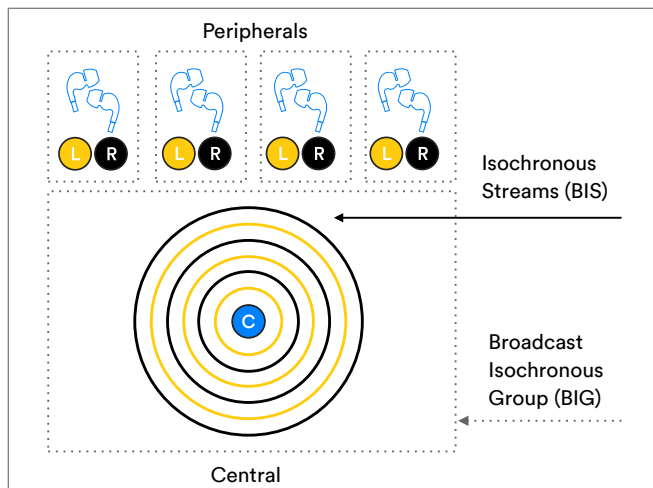 Peripherals
L R L R L R L R
Isochronous
Streams (BIS)
C
Broadcast
Isochronous
Group (BIG)
Central